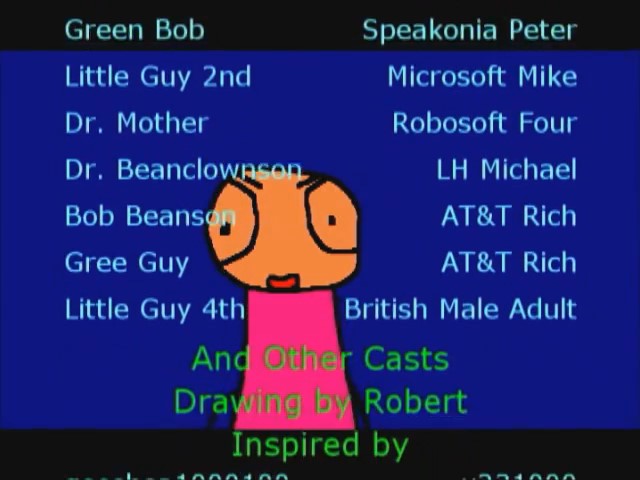 Green Bob Speakonia Peter
Little Guy 2nd Microsoft Mike
Dr. Mother Robosoft Four
Dr. Beanclownson LH Michael
Bob Beanson AT&T Rich
Gree Guy AT&T Rich
Little Guy 4th British Male Adult
And Other Casts
Drawing by Robert
Inspired by